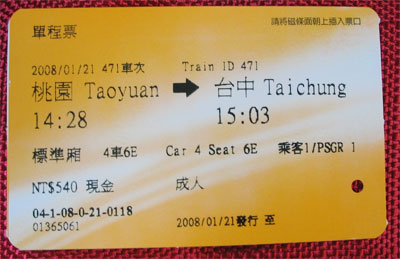 單程票 請將磁條面朝上插入票口
2008/01/21 471車次 Train ID 471
桃園 Taoyuan ➡ 台中 Taichung
14:28 15:03
標準廂 4車6E Car 4 Seat 6E 乘客1/PSGR 1
NT$540 現金 成人
04-1-08-0-21-0118
01365061 2008/01/21發行 至